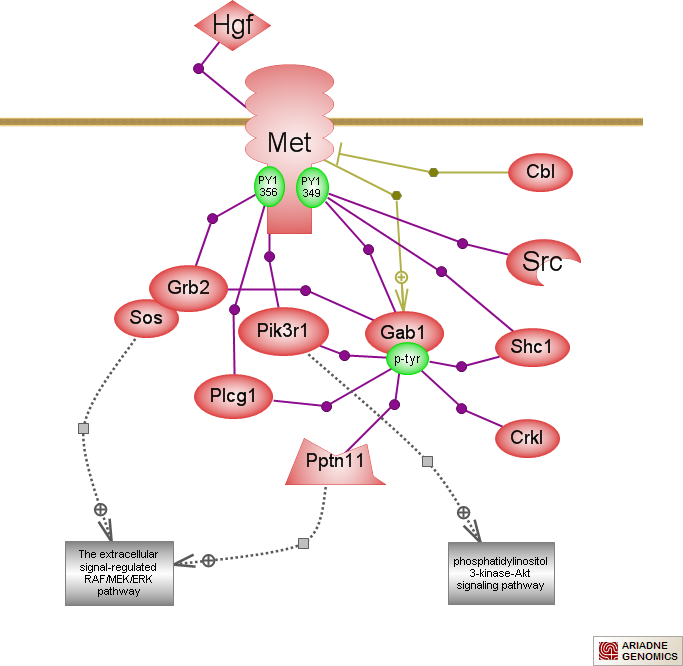 Hgf
Met
PY1
356
PY1
349
Cbl
Src
Grb2
Sos
Pik3r1
Gab1
p-tyr
Shc1
Plcg1
Crkl
Pptn11
The extracellular
signal-regulated
RAF/MEK/ERK
pathway
phosphatidylinositol
3-kinase-Akt
signaling pathway
ARIADNE
GENOMICS